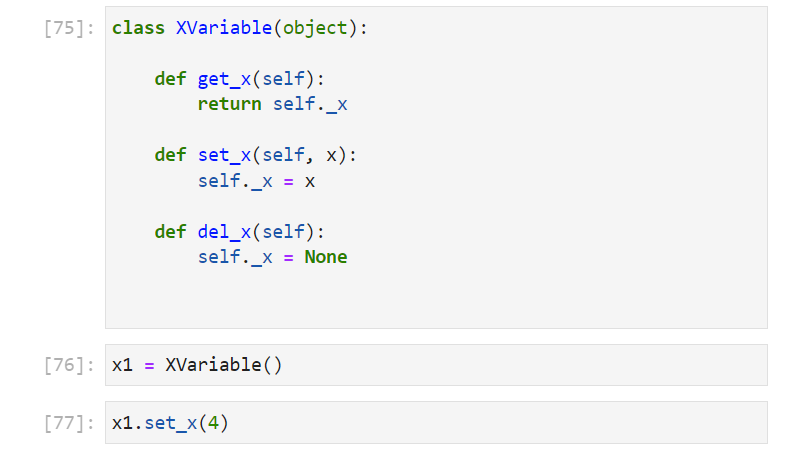 [75]: class XVariable(object):
def get_x(self):
return self._x
def set_x(self, x):
self._x = x
def del_x(self):
self._x = None
[76]: x1 = XVariable()
[77]: x1.set_x(4)